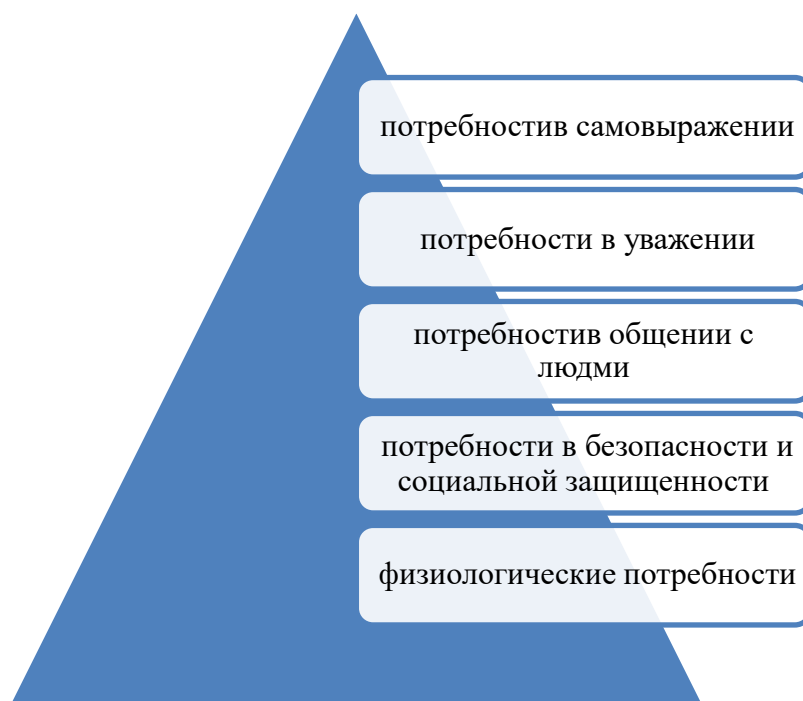 потребностив самовыражении
потребности в уважении
потребностив общении с
людми
потребности в безопасности и
социальной защищенности
физиологические потребности